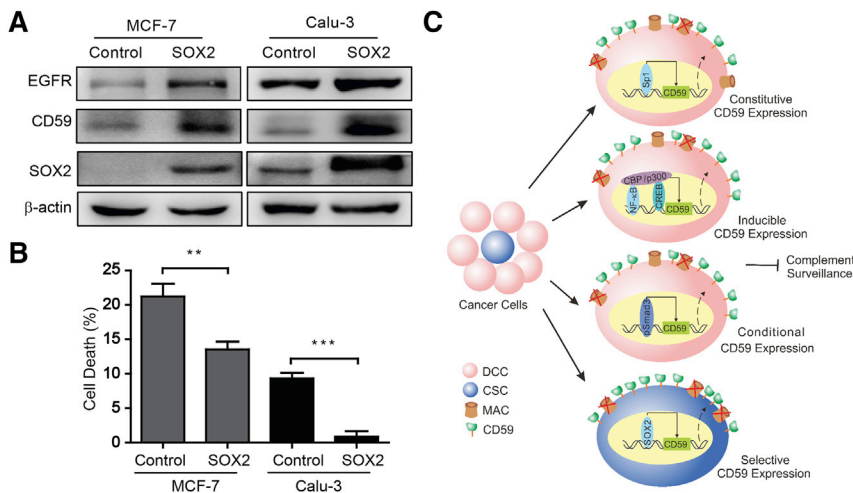 A
MCF-7
Calu-3
Control SOX2 Control SOX2
EGFR
CD59
SOX2
β-actin
B
Cell Death (%)
25
20
15
10
5
0
**
***
Control SOX2 Control SOX2
MCF-7 Calu-3
C
Sp1
CD59
Constitutive
CD59 Expression
CBP/p300
NF-κB
CREB
CD59
Inducible
CD59 Expression
Cancer Cells
Complement
Surveillance
pSmad3
CD59
Conditional
CD59 Expression
DCC
CSC
MAC
CD59
SOX2
CD59
Selective
CD59 Expression